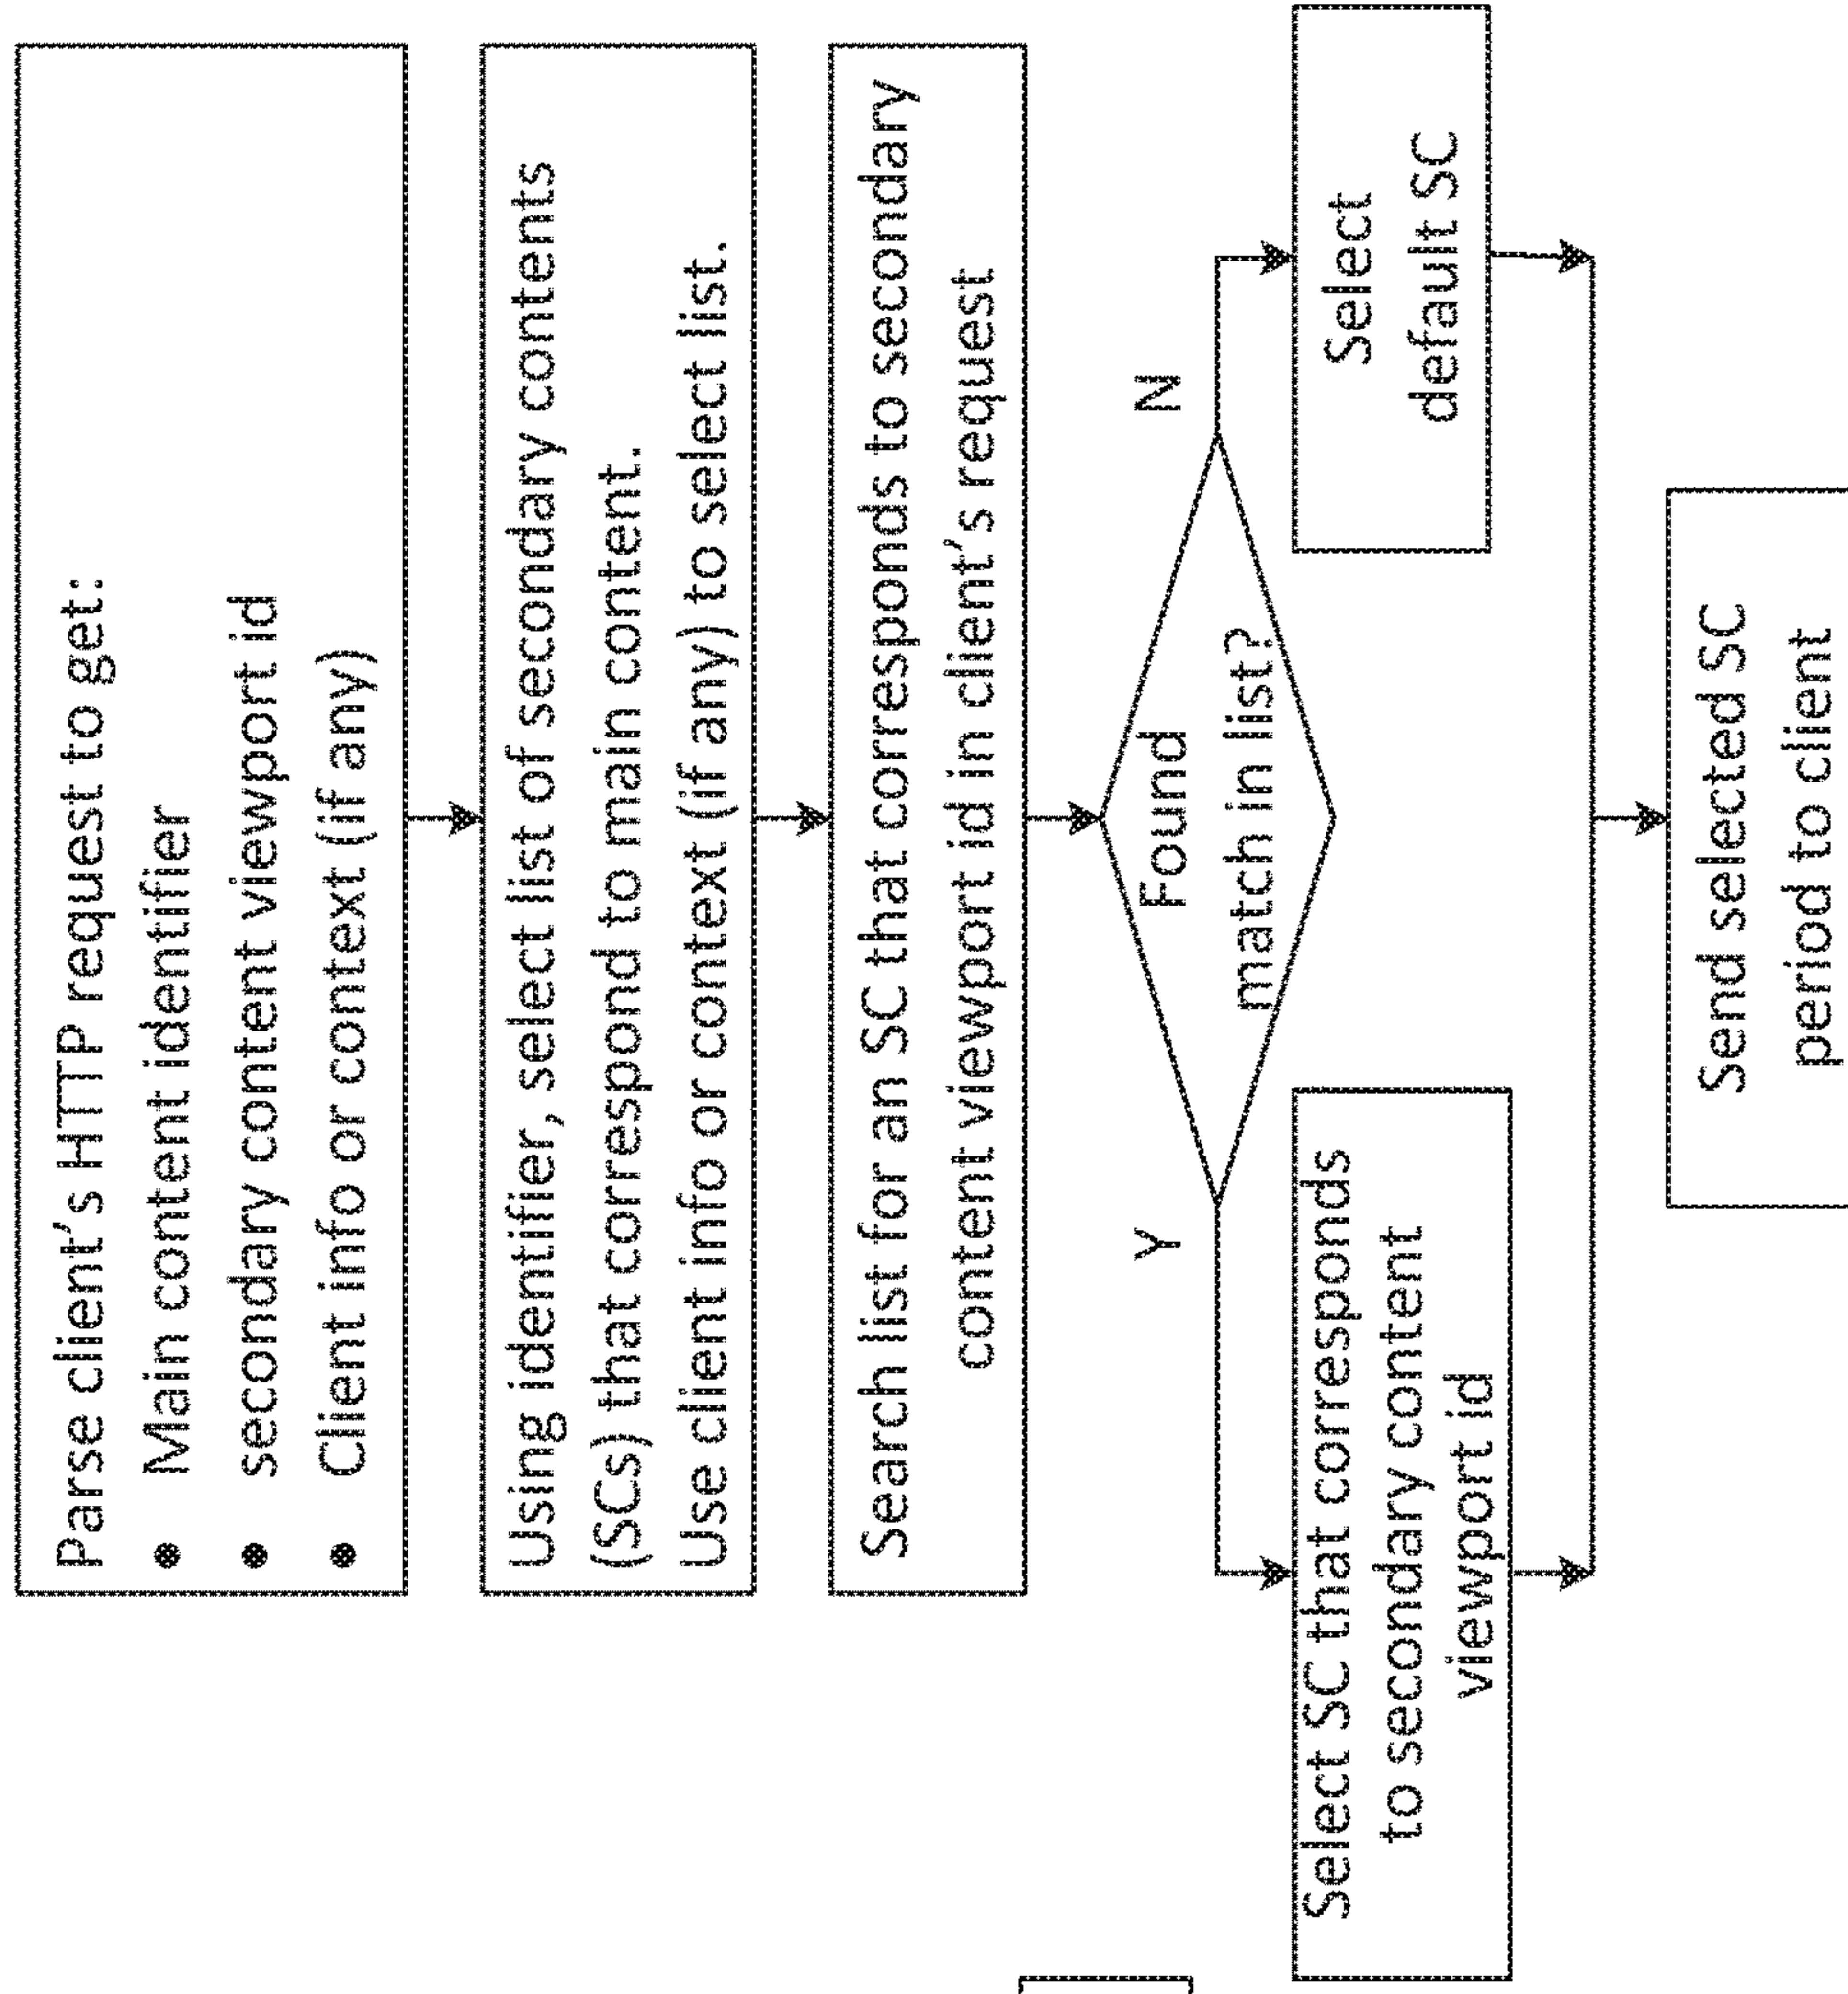 Parse client's HTTP request to get:
● Main content identifier
● secondary content viewport id
● Client info or context (if any)
Using identifier, select list of secondary contents
(SCs) that correspond to main content.
Use client info or context (if any) to select list.
Search list for an SC that corresponds to secondary
content viewport id in client's request
Found
match in list?
Y
N
Select SC that corresponds
to secondary content
viewport id
Select
default SC
Send selected SC
period to client